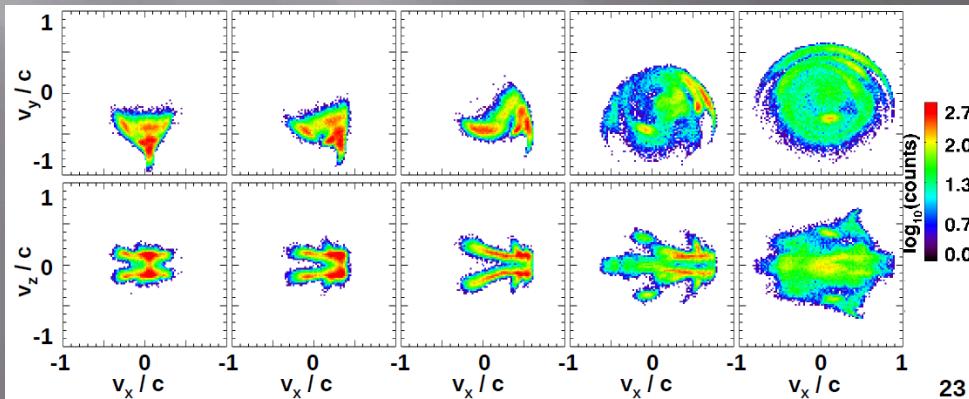 1
v_y / c
0
-1
1
v_z / c
0
-1
-1 0
v_x / c
-1 0
v_x / c
-1 0
v_x / c
-1 0
v_x / c
-1 0 1
v_x / c
2.7
2.0
1.3
0.7
0.0
log_10(counts)
23